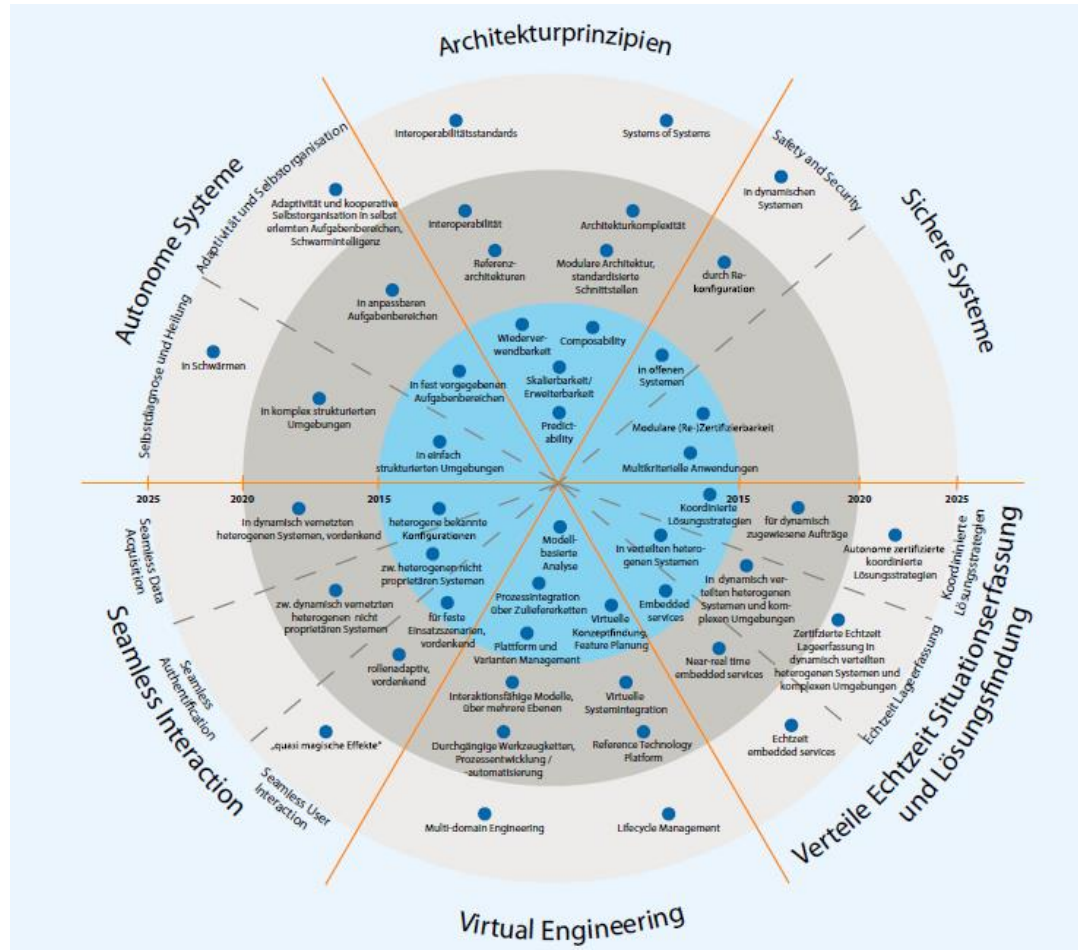 Architekturprinzipien
Interoperabilitätsstandards
Systems of Systems
Interoperabilität
Architekturkomplexität
Referenz-
architekturen
Modulare Architektur,
standardisierte
Schnittstellen
Wiederver-
wendbarkeit
Composability
Skalierbarkeit/
Erweiterbarkeit
Predict-
ability
Sichere Systeme
Safety and Security
In dynamischen
Systemen
durch Re-
konfiguration
in offenen
Systemen
Modulare (Re-)Zertifizierbarkeit
Multikriterielle Anwendungen
Autonome Systeme
Adaptivität und Selbstorganisation
Selbstdiagnose und Heilung
Adaptivität und kooperative
Selbstorganisation in selbst
erlernten Aufgabenbereichen,
Schwarmintelligenz
In anpassbaren
Aufgabenbereichen
In fest vorgegebenen
Aufgabenbereichen
in Schwärmen
In komplex strukturierten
Umgebungen
In einfach
strukturierten Umgebungen
2025
2020
2015
2015
2020
2025
Seamless Interaction
Seamless Data
Acquisition
Seamless
Authentification
Seamless User
Interaction
In dynamisch vernetzten
heterogenen Systemen, vordenkend
heterogene bekannte
Konfigurationen
zw. heterogenen nicht
proprietären Systemen
zw. dynamisch vernetzten
heterogenen nicht
proprietären Systemen
für feste
Einsatzszenarien,
vordenkend
rollenadaptiv,
vordenkend
„quasi magische Effekte"
Verteile Echtzeit Situationserfassung
und Lösungsfindung
Koordininierte
Lösungsstrategien
Echtzeit Lageerfassung
Koordinierte
Lösungsstrategien
für dynamisch
zugewiesene Aufträge
Autonome zertifizierte
koordinierte
Lösungsstrategien
in verteilten hetero-
genen Systemen
In dynamisch ver-
teilten heterogenen
Systemen und kom-
plexen Umgebungen
Zertifizierte Echtzeit
Lageerfassung in
dynamisch verteilten
heterogenen Systemen und
komplexen Umgebungen
Embedded
services
Near-real time
embedded services
Echtzeit
embedded services
Modell-
basierte
Analyse
Prozessintegration
über Zuliefererketten
Virtuelle
Konzeptfindung,
Feature Planung
Plattform und
Varianten Management
Interaktionsfähige Modelle,
über mehrere Ebenen
Virtuelle
Systemintegration
Durchgängige Werkzeugketten,
Prozessentwicklung /
-automatisierung
Reference Technology
Platform
Multi-domain Engineering
Lifecycle Management
Virtual Engineering